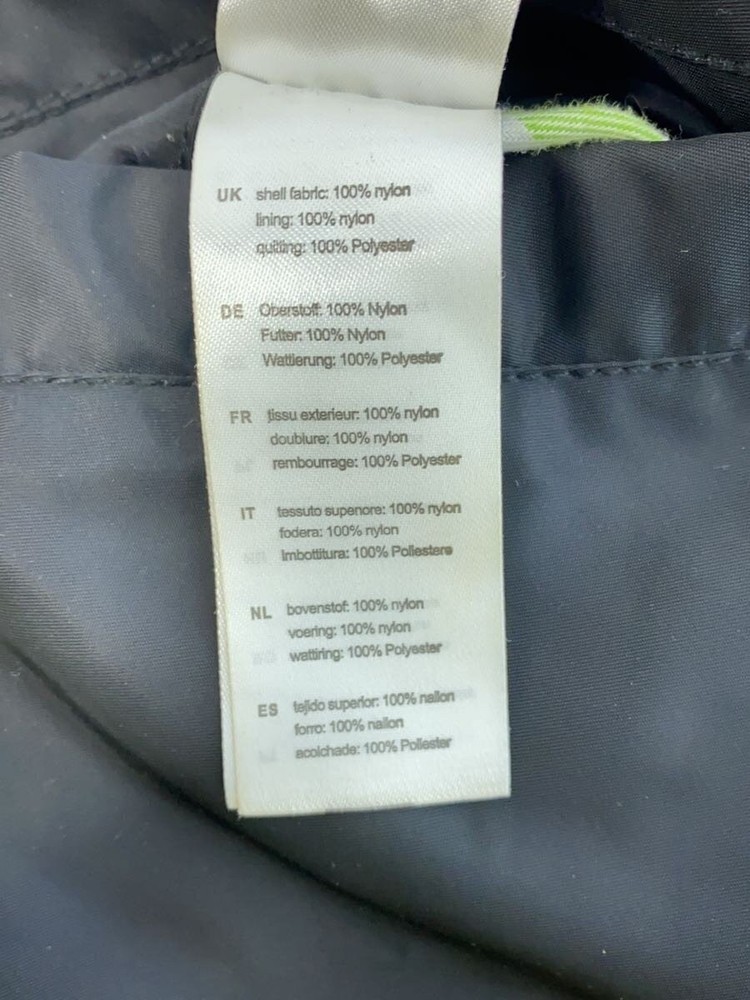 UK shell fabric: 100% nylon
lining: 100% nylon
quilting: 100% Polyester
DE Oberstoff: 100% Nylon
Futter: 100% Nylon
Wattierung: 100% Polyester
FR tissu exterieur: 100% nylon
doublure: 100% nylon
rembourrage: 100% Polyester
IT tessuto superiore: 100% nylon
fodera: 100% nylon
Imbottitura: 100% Poliestere
NL bovenstof: 100% nylon
voering: 100% nylon
wattiring: 100% Polyester
ES tejido superior: 100% nailon
forro: 100% nailon
acolchade: 100% Poliester